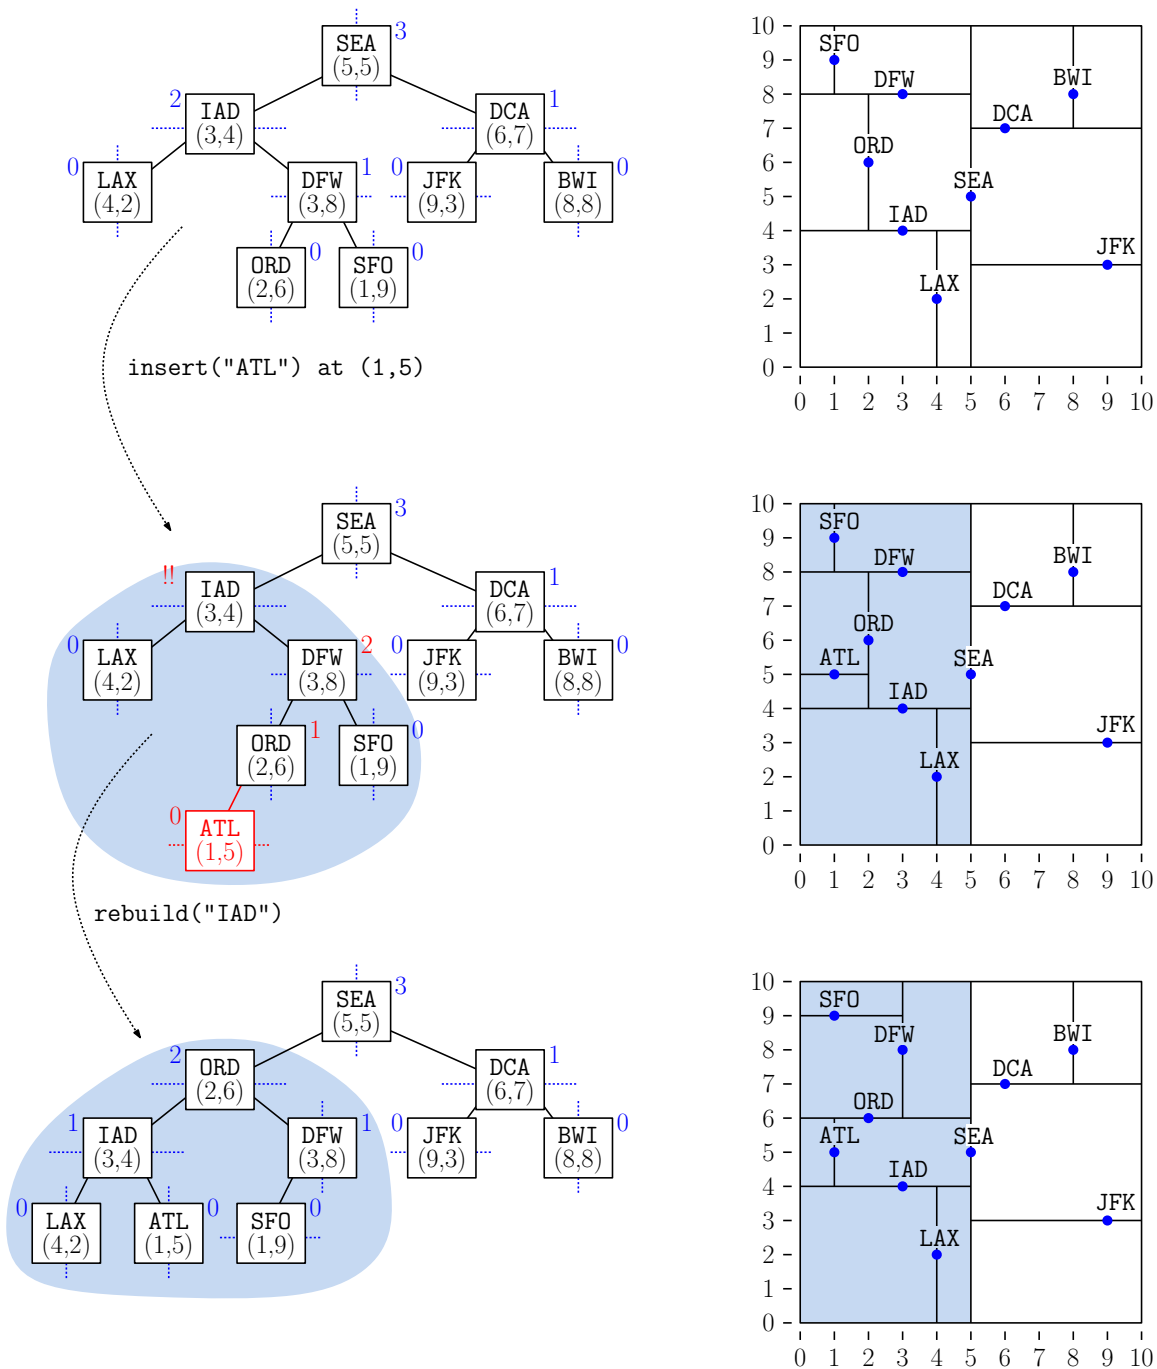 3
SEA
(5,5)
2
IAD
(3,4)
1
DCA
(6,7)
0
LAX
(4,2)
1
DFW
(3,8)
0
JFK
(9,3)
0
BWI
(8,8)
0
ORD
(2,6)
0
SFO
(1,9)
insert("ATL") at (1,5)
10
9
8
7
6
5
4
3
2
1
0
0 1 2 3 4 5 6 7 8 9 10
SFO
DFW
BWI
DCA
ORD
SEA
IAD
JFK
LAX
3
SEA
(5,5)
!!
IAD
(3,4)
1
DCA
(6,7)
0
LAX
(4,2)
2
DFW
(3,8)
0
JFK
(9,3)
0
BWI
(8,8)
1
ORD
(2,6)
0
SFO
(1,9)
0
ATL
(1,5)
rebuild("IAD")
10
9
8
7
6
5
4
3
2
1
0
0 1 2 3 4 5 6 7 8 9 10
SFO
DFW
BWI
DCA
ORD
ATL
SEA
IAD
JFK
LAX
3
SEA
(5,5)
2
ORD
(2,6)
1
DCA
(6,7)
1
IAD
(3,4)
1
DFW
(3,8)
0
JFK
(9,3)
0
BWI
(8,8)
0
LAX
(4,2)
0
ATL
(1,5)
0
SFO
(1,9)
10
9
8
7
6
5
4
3
2
1
0
0 1 2 3 4 5 6 7 8 9 10
SFO
DFW
BWI
DCA
ORD
ATL
SEA
IAD
JFK
LAX